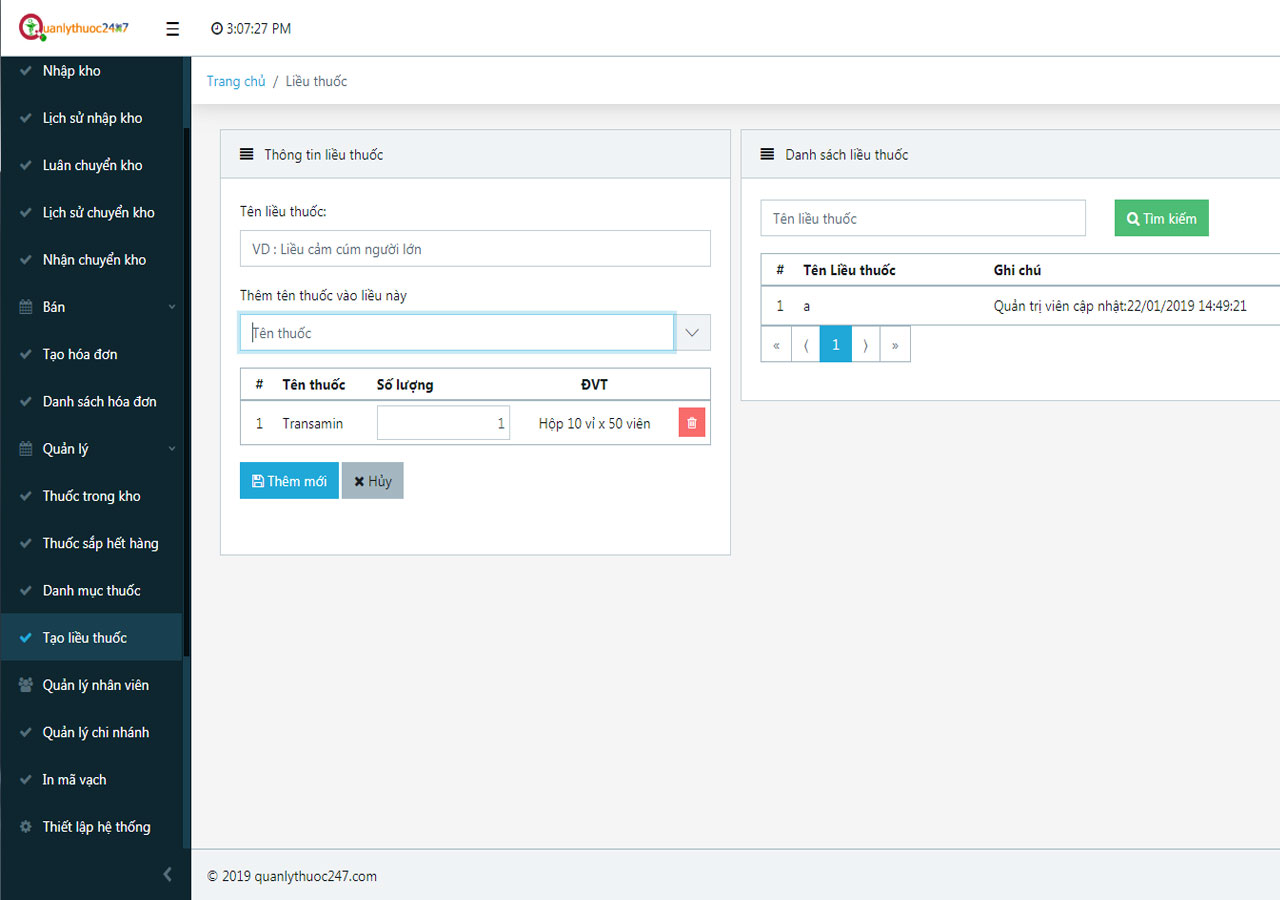 Quanlythuoc247
3:07:27 PM
Nhập kho
Lịch sử nhập kho
Luân chuyển kho
Lịch sử chuyển kho
Nhận chuyển kho
Bán
Tạo hóa đơn
Danh sách hóa đơn
Quản lý
Thuốc trong kho
Thuốc sắp hết hàng
Danh mục thuốc
Tạo liều thuốc
Quản lý nhân viên
Quản lý chi nhánh
In mã vạch
Thiết lập hệ thống
Trang chủ / Liều thuốc
Thông tin liều thuốc
Tên liều thuốc:
VD : Liều cảm cúm người lớn
Thêm tên thuốc vào liều này
Tên thuốc
# Tên thuốc Số lượng ĐVT
1 Transamin 1 Hộp 10 vỉ x 50 viên
Thêm mới Hủy
Danh sách liều thuốc
Tên liều thuốc Tìm kiếm
# Tên Liều thuốc Ghi chú
1 a Quản trị viên cập nhật:22/01/2019 14:49:21
« ⟨ 1 ⟩ »
© 2019 quanlythuoc247.com